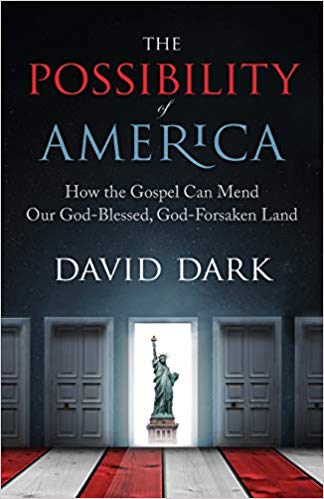 THE
POSSIBILITY
of
AMERICA
How the Gospel Can Mend
Our God-Blessed, God-Forsaken Land
DAVID DARK